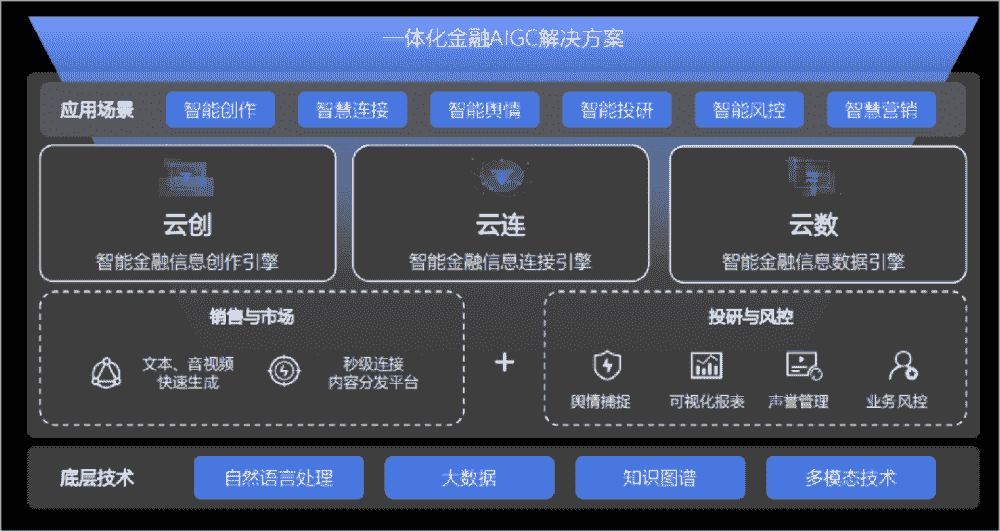 一体化金融AIGC解决方案
应用场景
智能创作
智慧连接
智能舆情
智能投研
智能风控
智慧营销
云创
智能金融信息创作引擎
云连
智能金融信息连接引擎
云数
智能金融信息数据引擎
销售与市场
文本、音视频
快速生成
秒级连接
内容分发平台
+
投研与风控
舆情捕捉
可视化报表
声誉管理
业务风控
底层技术
自然语言处理
大数据
知识图谱
多模态技术